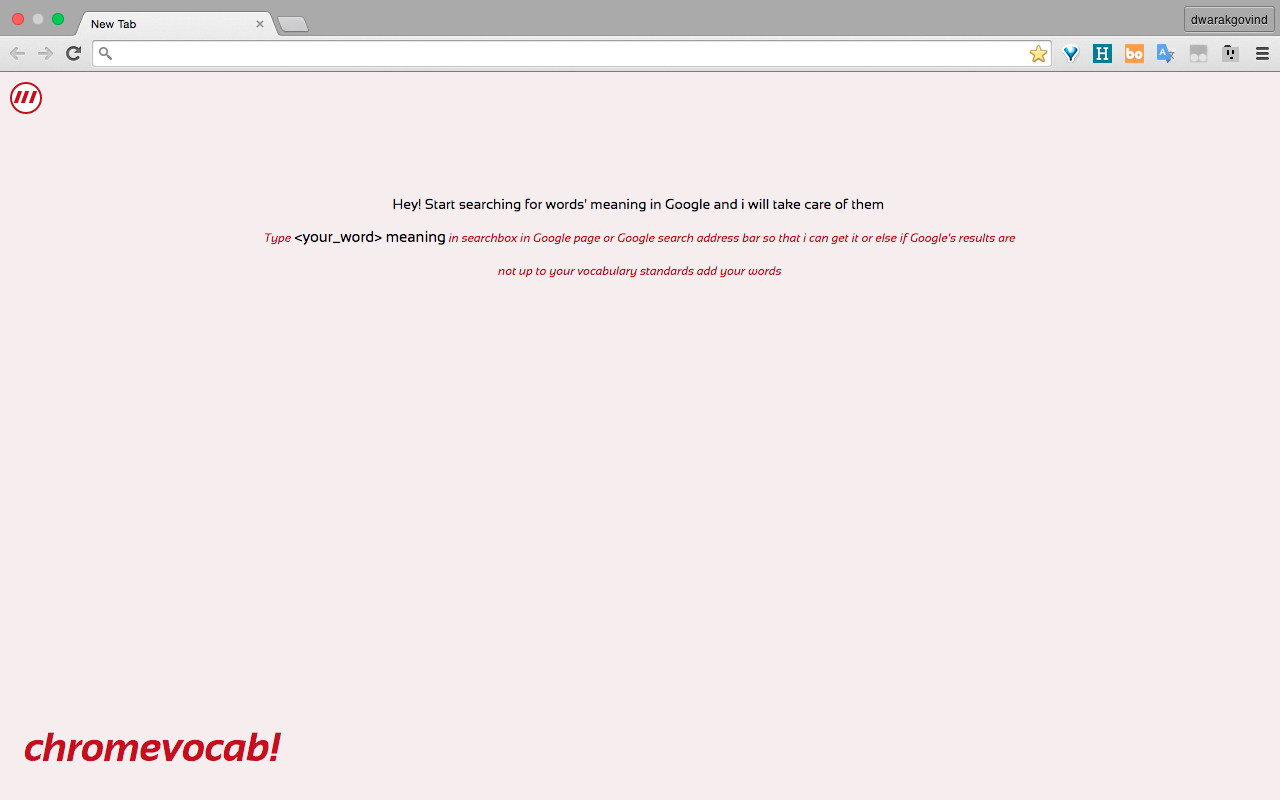 New Tab
dwarakgovind
Hey! Start searching for words' meaning in Google and i will take care of them
Type <your_word> meaning in searchbox in Google page or Google search address bar so that i can get it or else if Google's results are
not up to your vocabulary standards add your words
chromevocab!